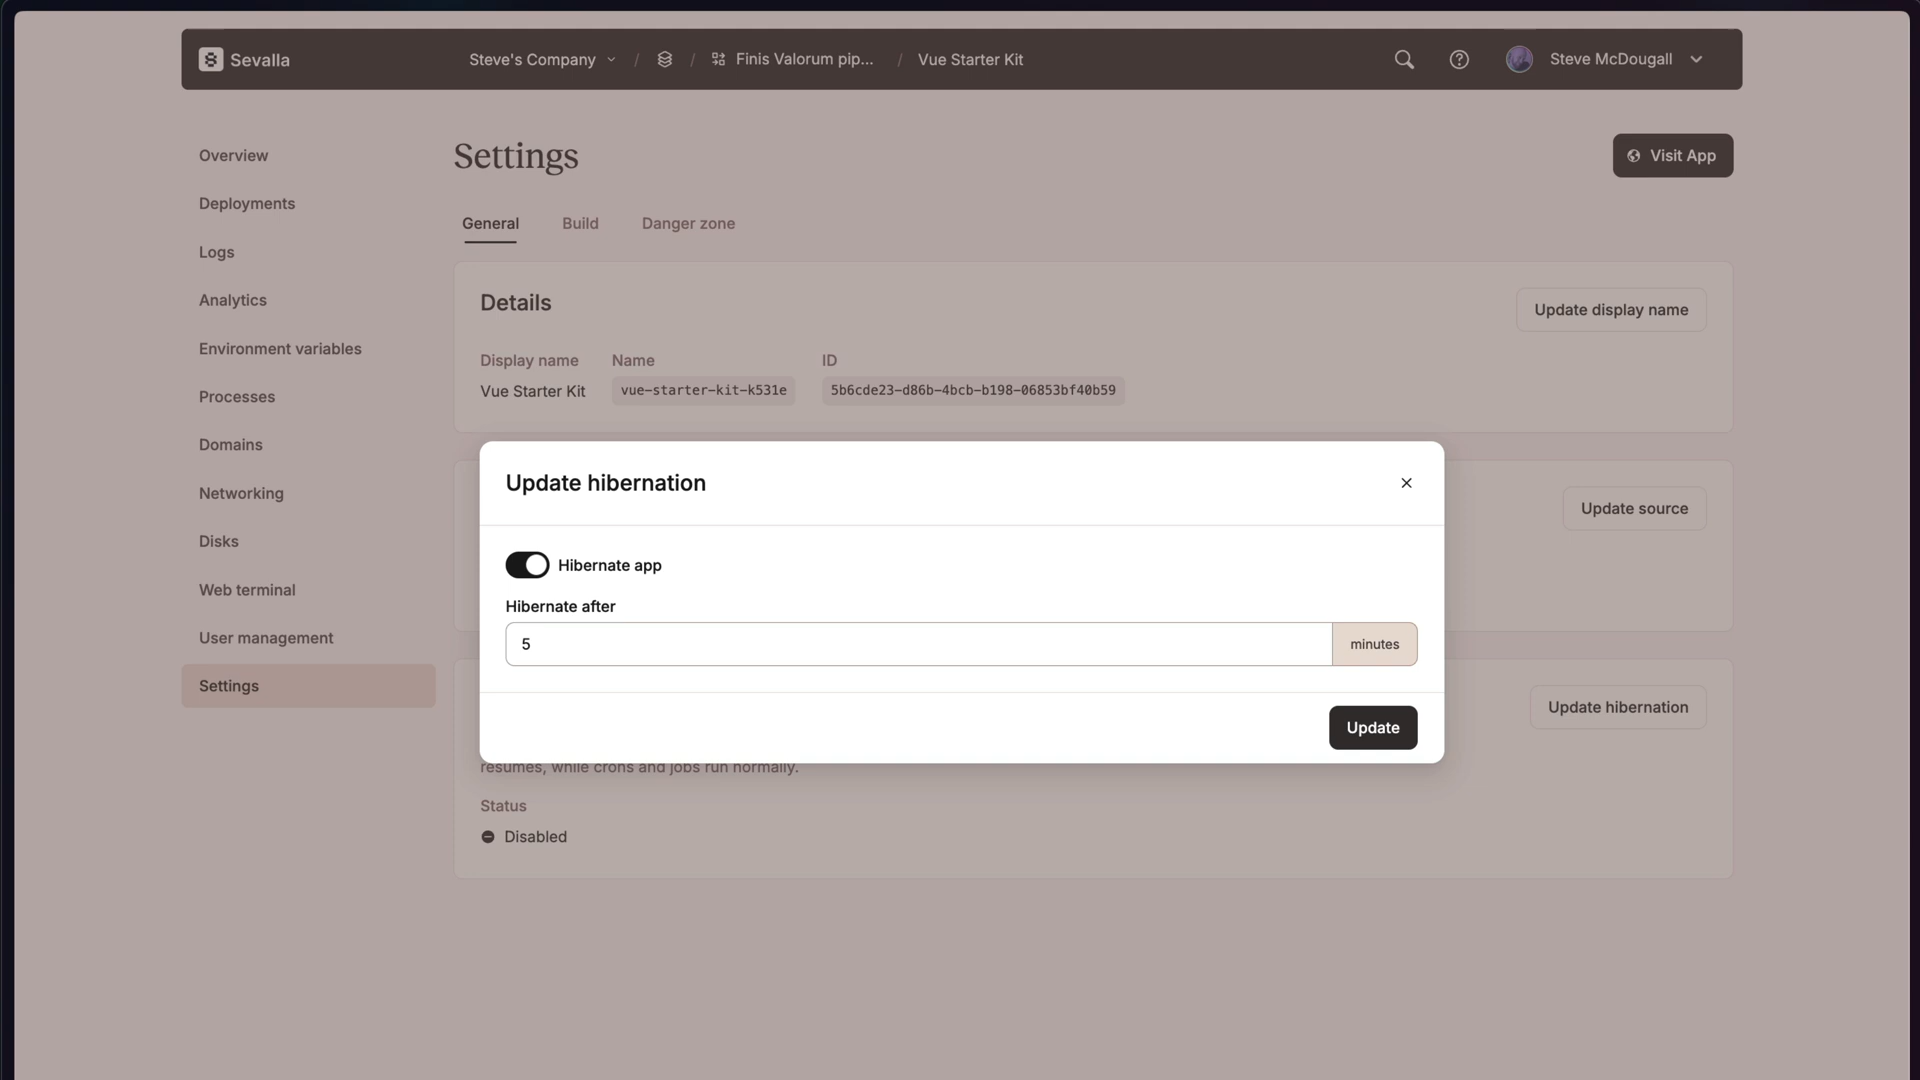 Sevalla
Steve's Company / / Finis Valorum pip... / Vue Starter Kit
Steve McDougall
Overview
Deployments
Logs
Analytics
Environment variables
Processes
Domains
Networking
Disks
Web terminal
User management
Settings
Settings
Visit App
General Build Danger zone
Details
Update display name
Display name Name ID
Vue Starter Kit vue-starter-kit-k531e 5b6cde23-d86b-4bcb-b198-06853bf40b59
Update source
Update hibernation
Update hibernation
Hibernate app
Hibernate after
5 minutes
Update
resumes, while crons and jobs run normally.
Status
Disabled